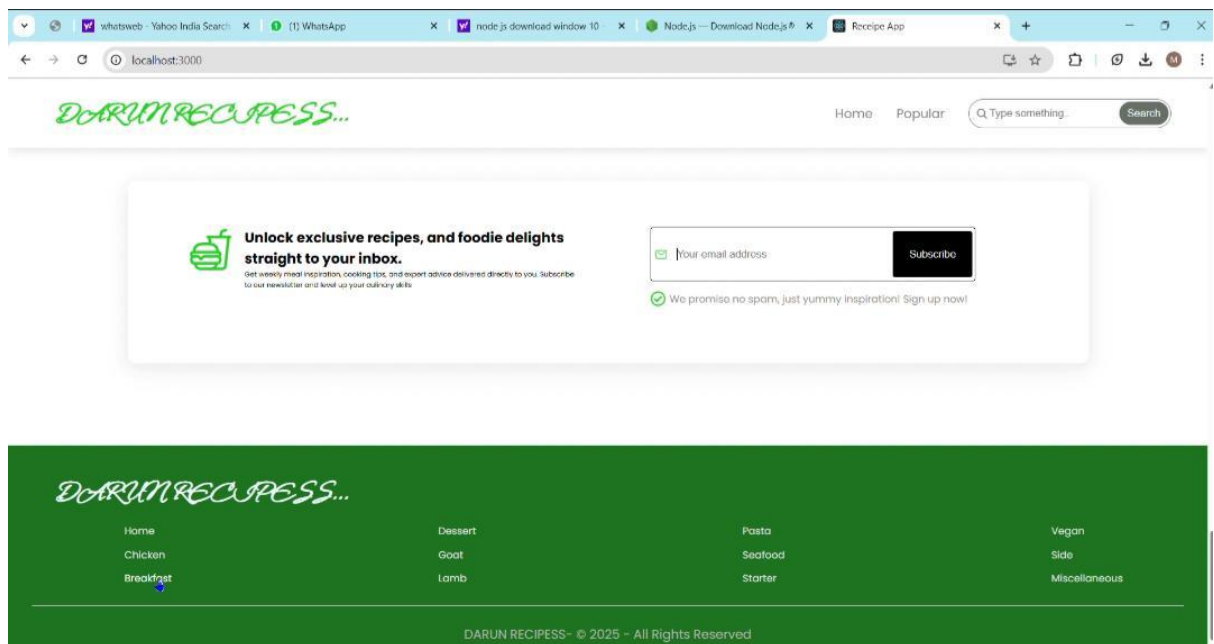 whatsweb - Yahoo India Search
(1) WhatsApp
node js download window 10 -
Node.js — Download Node.js®
Receipe App
localhost:3000
M
DARUN RECIPESS...
Home
Popular
Type something..
Search
Unlock exclusive recipes, and foodie delights
straight to your inbox.
Get weekly meal inspiration, cooking tips, and expert advice delivered directly to you. Subscribe
to our newsletter and level up your culinary skills
Your email address
Subscribe
We promise no spam, just yummy inspiration! Sign up now!
DARUN RECIPESS...
Home
Dessert
Pasta
Vegan
Chicken
Goat
Seafood
Side
Breakfast
Lamb
Starter
Miscellaneous
DARUN RECIPESS- © 2025 - All Rights Reserved